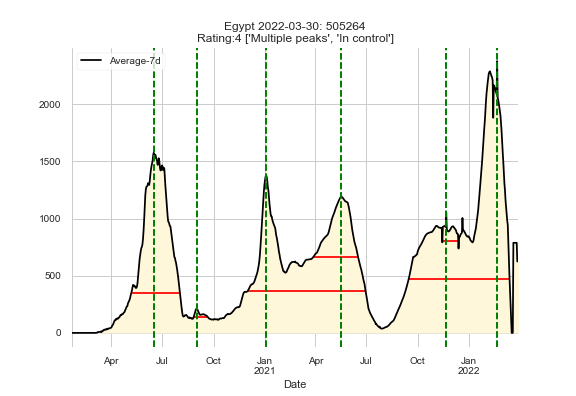 Egypt 2022-03-30: 505264
Rating:4 ['Multiple peaks', 'In control']
Average-7d
2000
1500
1000
500
0
Apr
Jul
Oct
Jan
2021
Apr
Jul
Oct
Jan
2022
Date